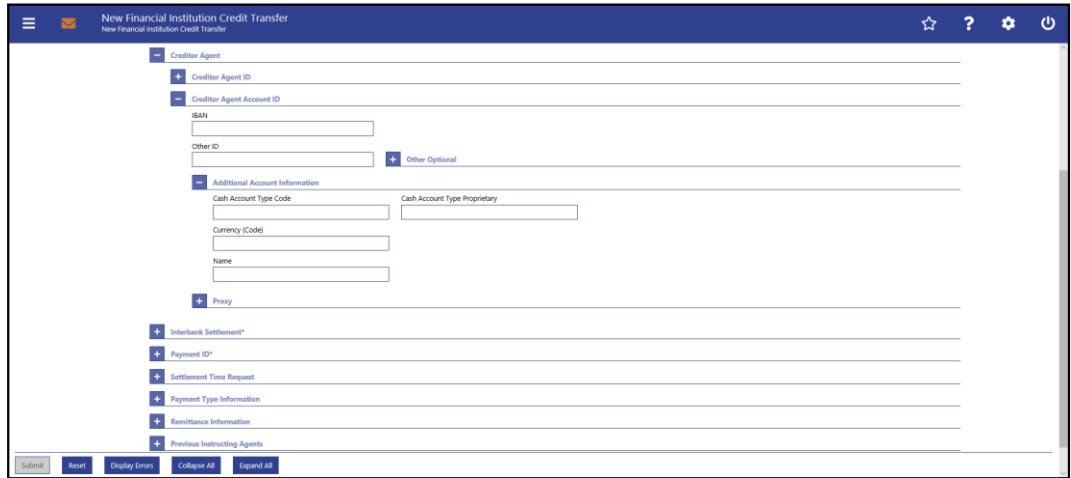 New Financial Institution Credit Transfer
New Financial Institution Credit Transfer
Creditor Agent
Creditor Agent ID
Creditor Agent Account ID
IBAN
Other ID
Other Optional
Additional Account Information
Cash Account Type Code Cash Account Type Proprietary
Currency (Code)
Name
Proxy
Interbank Settlement*
Payment ID*
Settlement Time Request
Payment Type Information
Remittance Information
Previous Instructing Agents
Submit Reset Display Errors Collapse All Expand All